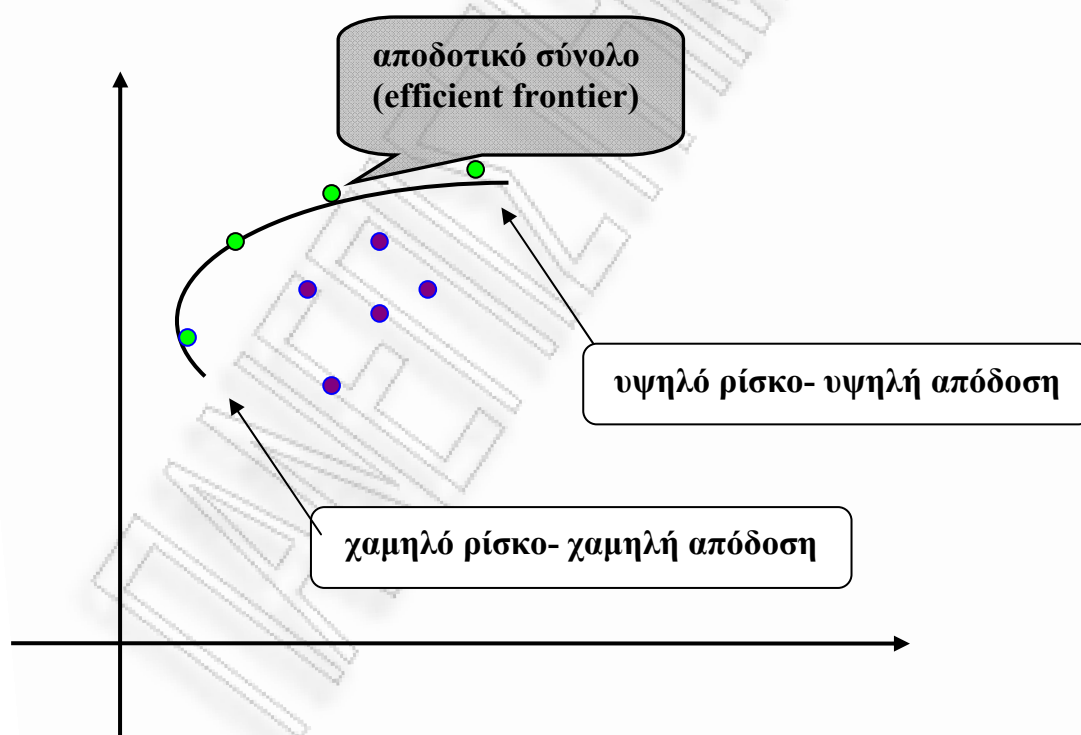 αποδοτικό σύνολο
(efficient frontier)
υψηλό ρίσκο- υψηλή απόδοση
χαμηλό ρίσκο- χαμηλή απόδοση